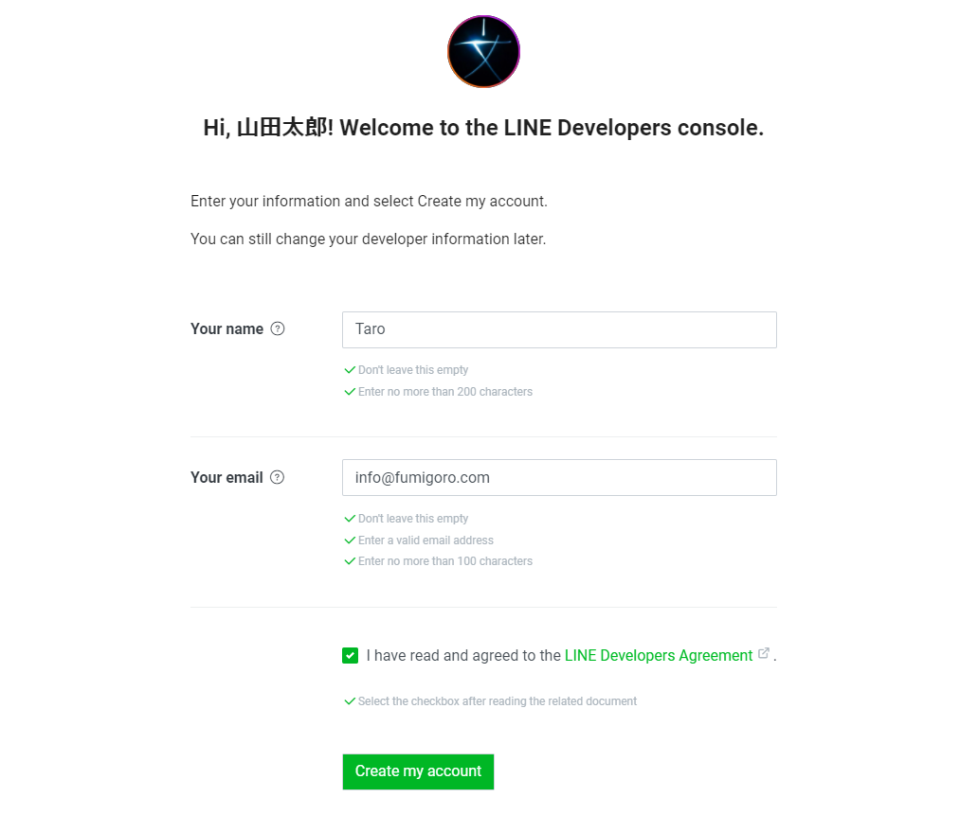 Hi, 山田太郎! Welcome to the LINE Developers console.
Enter your information and select Create my account.
You can still change your developer information later.
Your name ?
Taro
Don't leave this empty
Enter no more than 200 characters
Your email ?
info@fumigoro.com
Don't leave this empty
Enter a valid email address
Enter no more than 100 characters
I have read and agreed to the LINE Developers Agreement .
Select the checkbox after reading the related document
Create my account